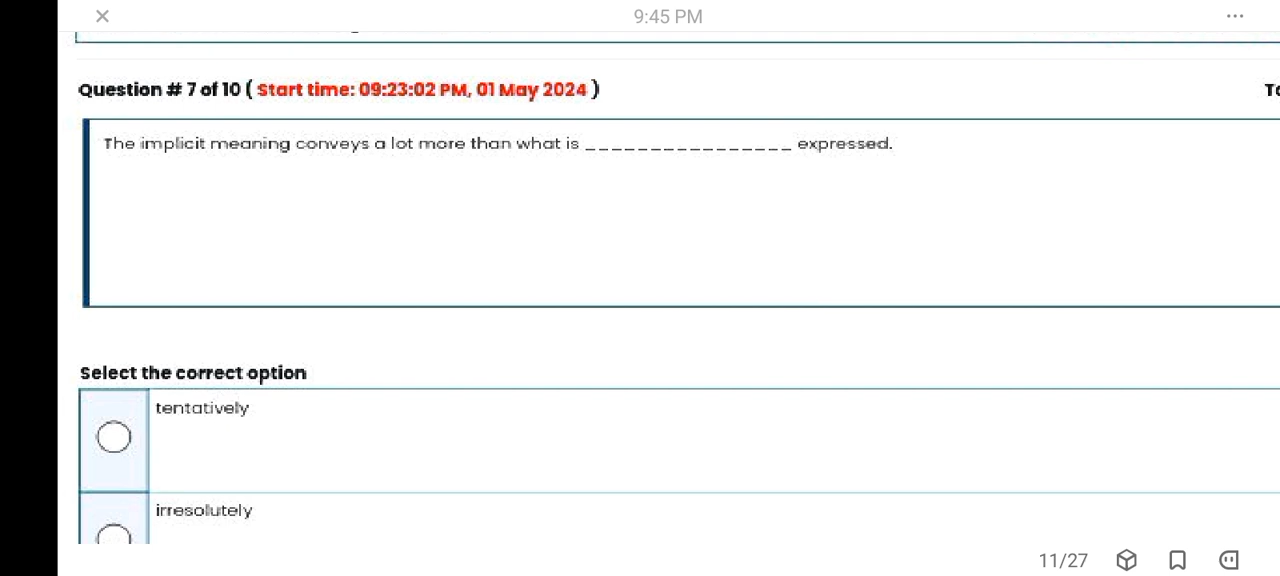 9:45 PM
Question # 7 of 10 ( Start time: 09:23:02 PM, 01 May 2024 )
The implicit meaning conveys a lot more than what is ________________ expressed.
Select the correct option
tentatively
irresolutely
11/27